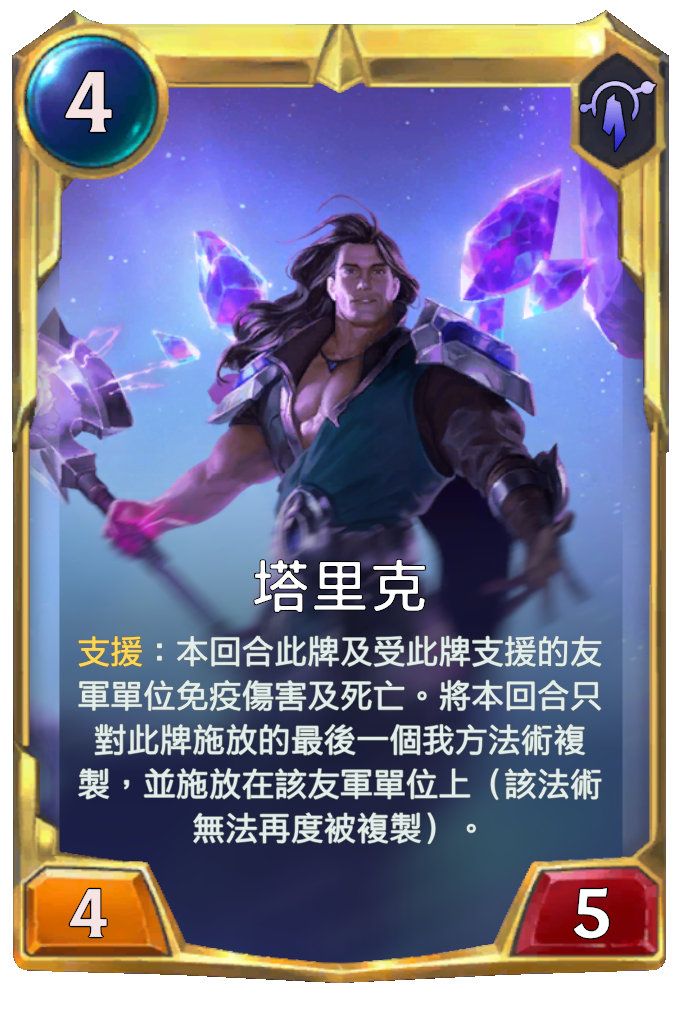 4
塔里克
支援：本回合此牌及受此牌支援的友
軍單位免疫傷害及死亡。將本回合只
對此牌施放的最後一個我方法術複
製，並施放在該友軍單位上（該法術
無法再度被複製）。
4
5